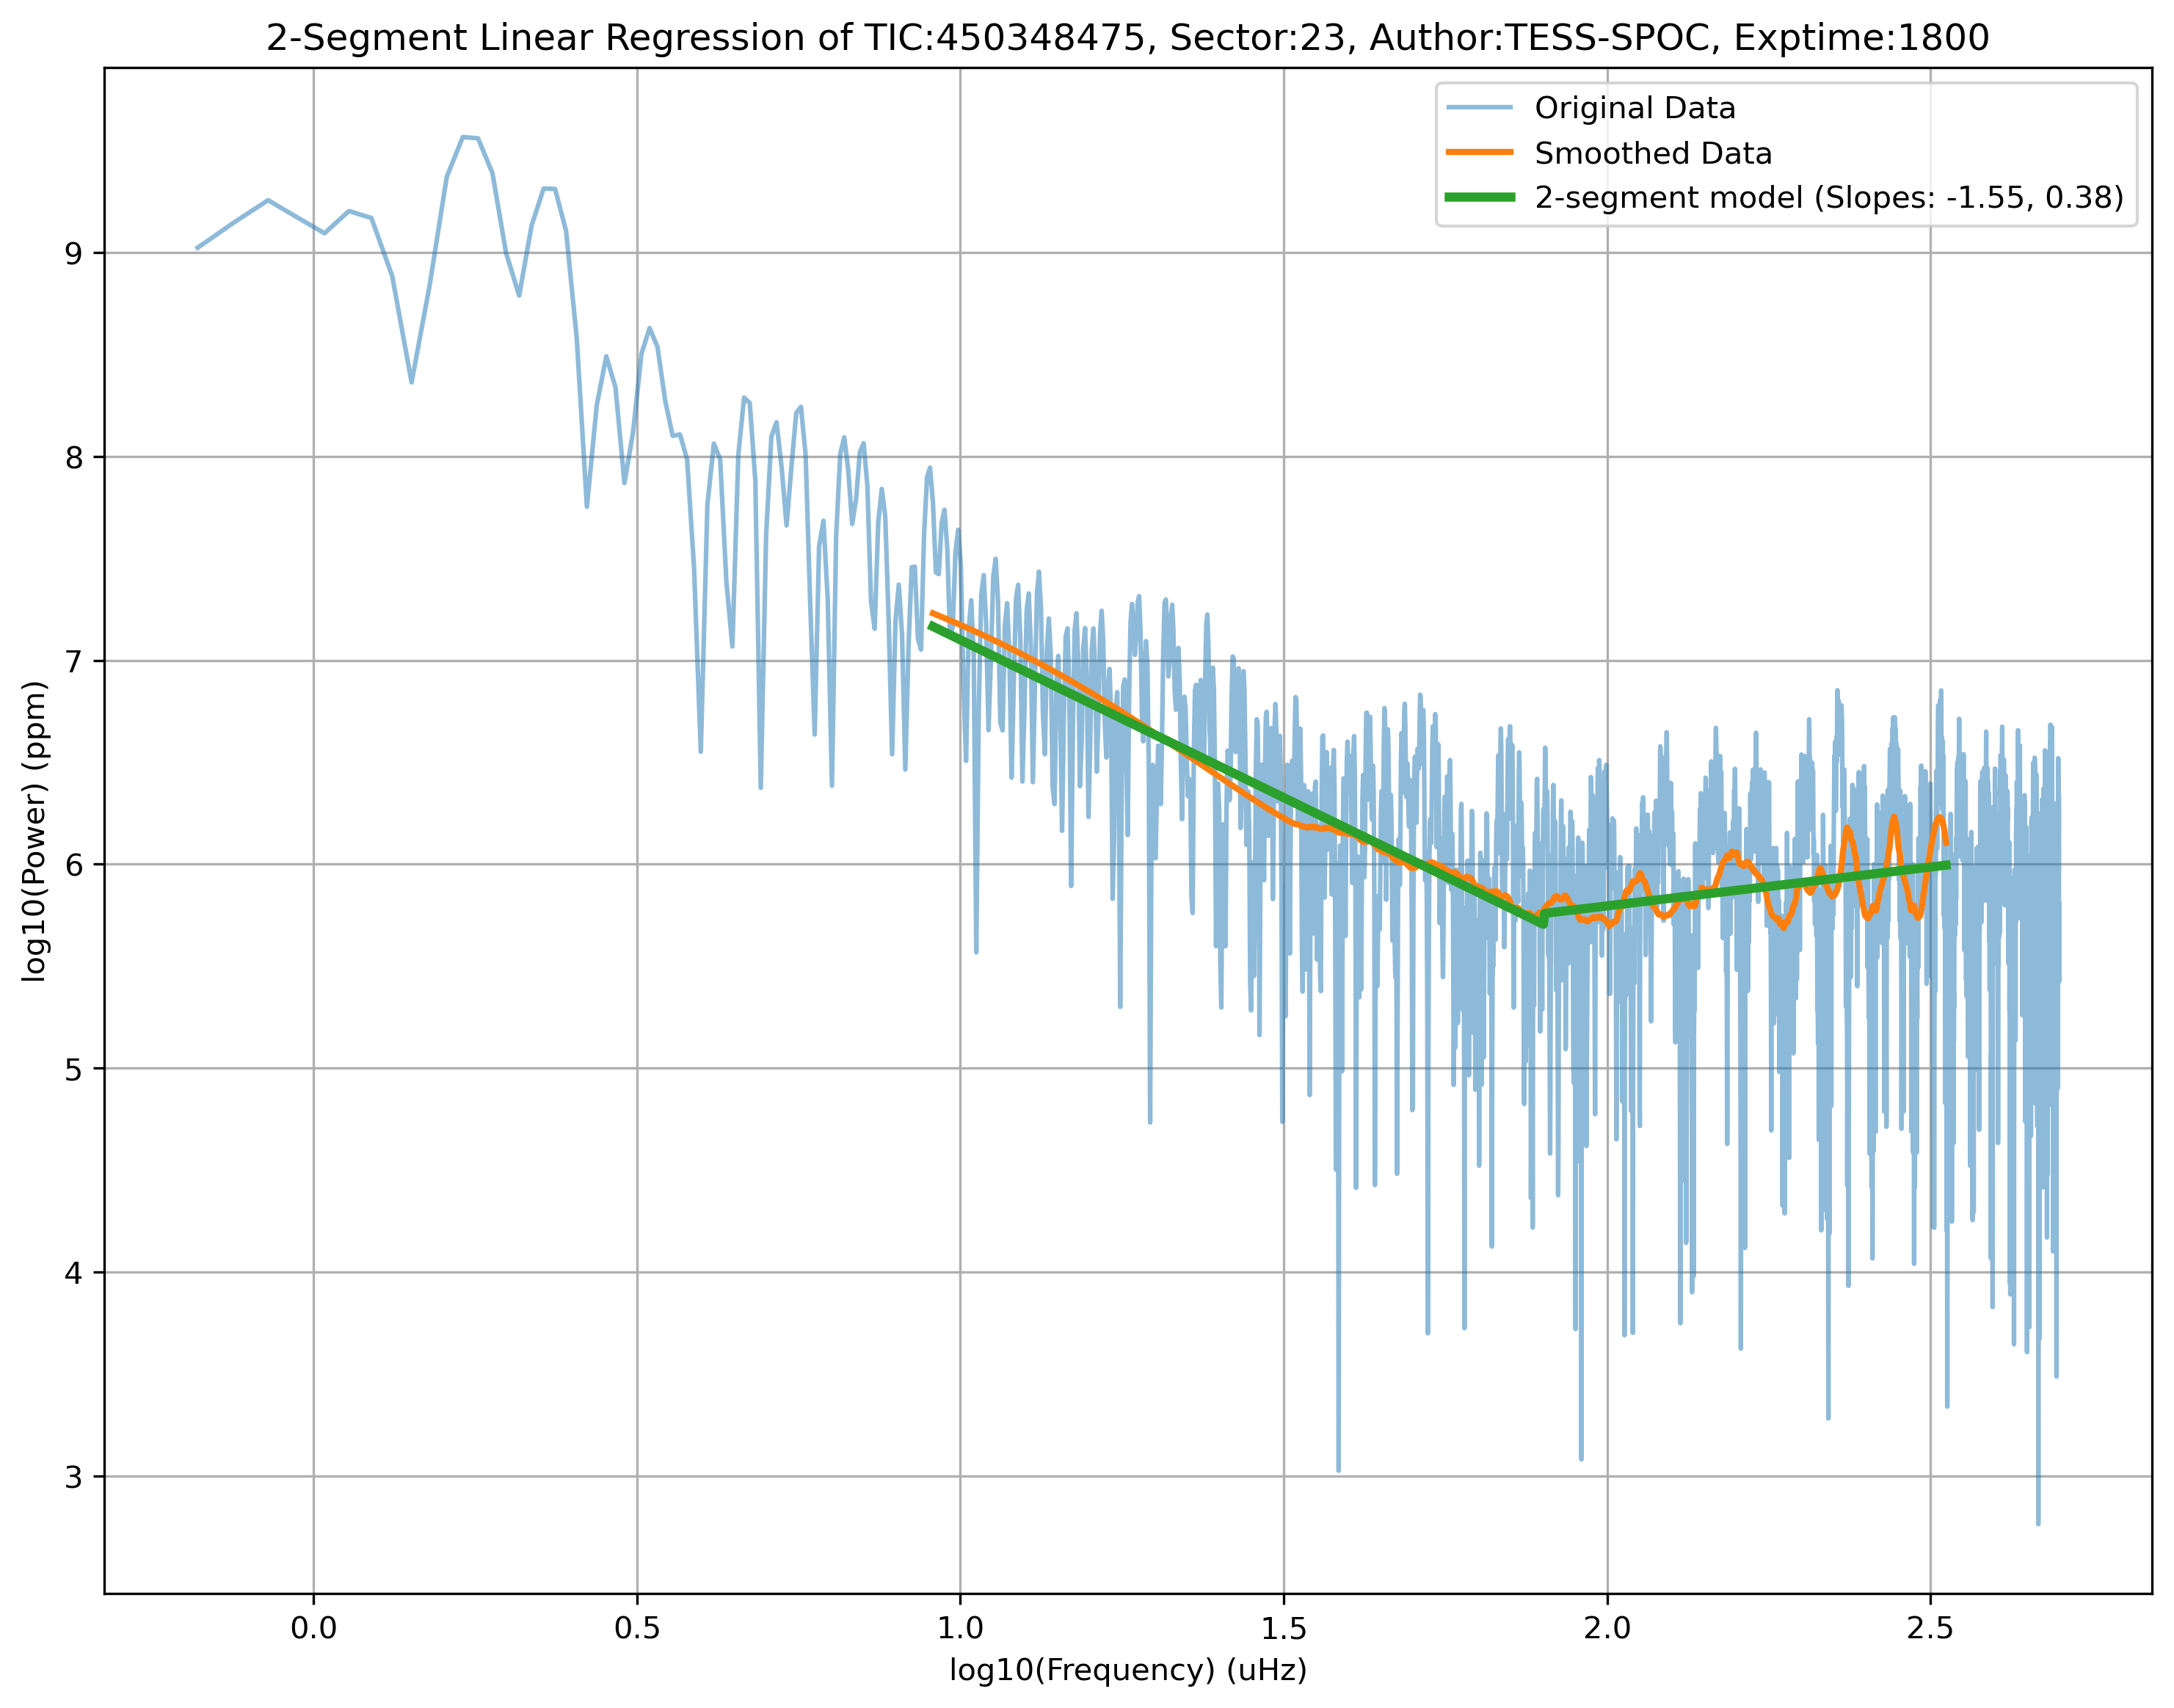 2-Segment Linear Regression of TIC:450348475, Sector:23, Author:TESS-SPOC, Exptime:1800
Original Data
Smoothed Data
2-segment model (Slopes: -1.55, 0.38)
log10(Power) (ppm)
9
8
7
6
5
4
3
0.0 0.5 1.0 1.5 2.0 2.5
log10(Frequency) (uHz)